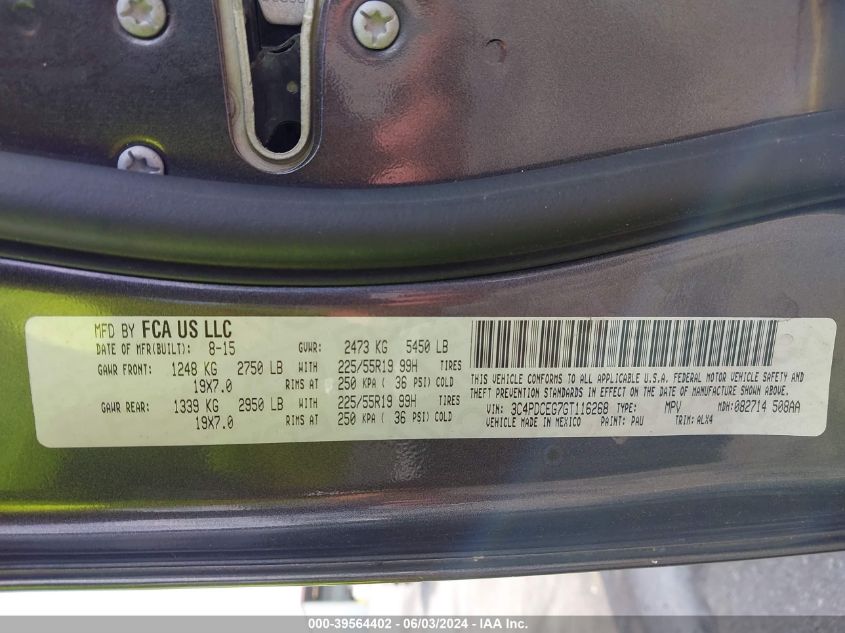 MFD BY FCA US LLC
DATE OF MFR(BUILT): 8-15 GVWR: 2473 KG 5450 LB
GAWR FRONT: 1248 KG 2750 LB WITH 225/55R19 99H TIRES
19X7.0 RIMS AT 250 KPA ( 36 PSI) COLD
GAWR REAR: 1339 KG 2950 LB WITH 225/55R19 99H TIRES
19X7.0 RIMS AT 250 KPA ( 36 PSI) COLD
THIS VEHICLE CONFORMS TO ALL APPLICABLE U.S.A. FEDERAL MOTOR VEHICLE SAFETY AND
THEFT PREVENTION STANDARDS IN EFFECT ON THE DATE OF MANUFACTURE SHOWN ABOVE.
VIN: 3C4PDCEG7GT116268 TYPE: MPV MDH: 082714 508AA
VEHICLE MADE IN MEXICO PAINT: PAU TRIM: ALX4
000-39564402 - 06/03/2024 - IAA Inc.